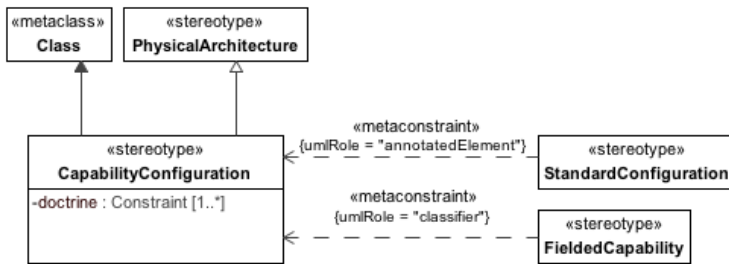 «metaclass»
Class
«stereotype»
PhysicalArchitecture
«stereotype»
CapabilityConfiguration
-doctrine : Constraint [1..*]
«metaconstraint»
{umlRole = "annotatedElement"}
«stereotype»
StandardConfiguration
«metaconstraint»
{umlRole = "classifier"}
«stereotype»
FieldedCapability